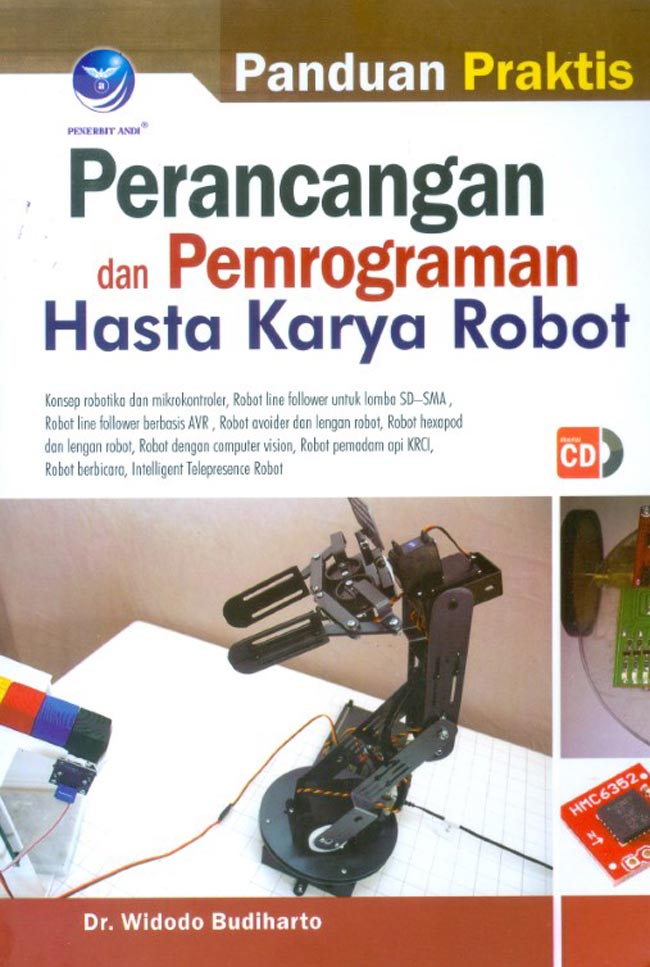 Panduan Praktis
a
PENERBIT ANDI®
Perancangan
dan Pemrograman
Hasta Karya Robot
Konsep robotika dan mikrokontroler, Robot line follower untuk lomba SD–SMA ,
Robot line follower berbasis AVR , Robot avoider dan lengan robot, Robot hexapod
dan lengan robot, Robot dengan computer vision, Robot pemadam api KRCI,
Robot berbicara, Intelligent Telepresence Robot
CD
HMC6352
N
Dr. Widodo Budiharto